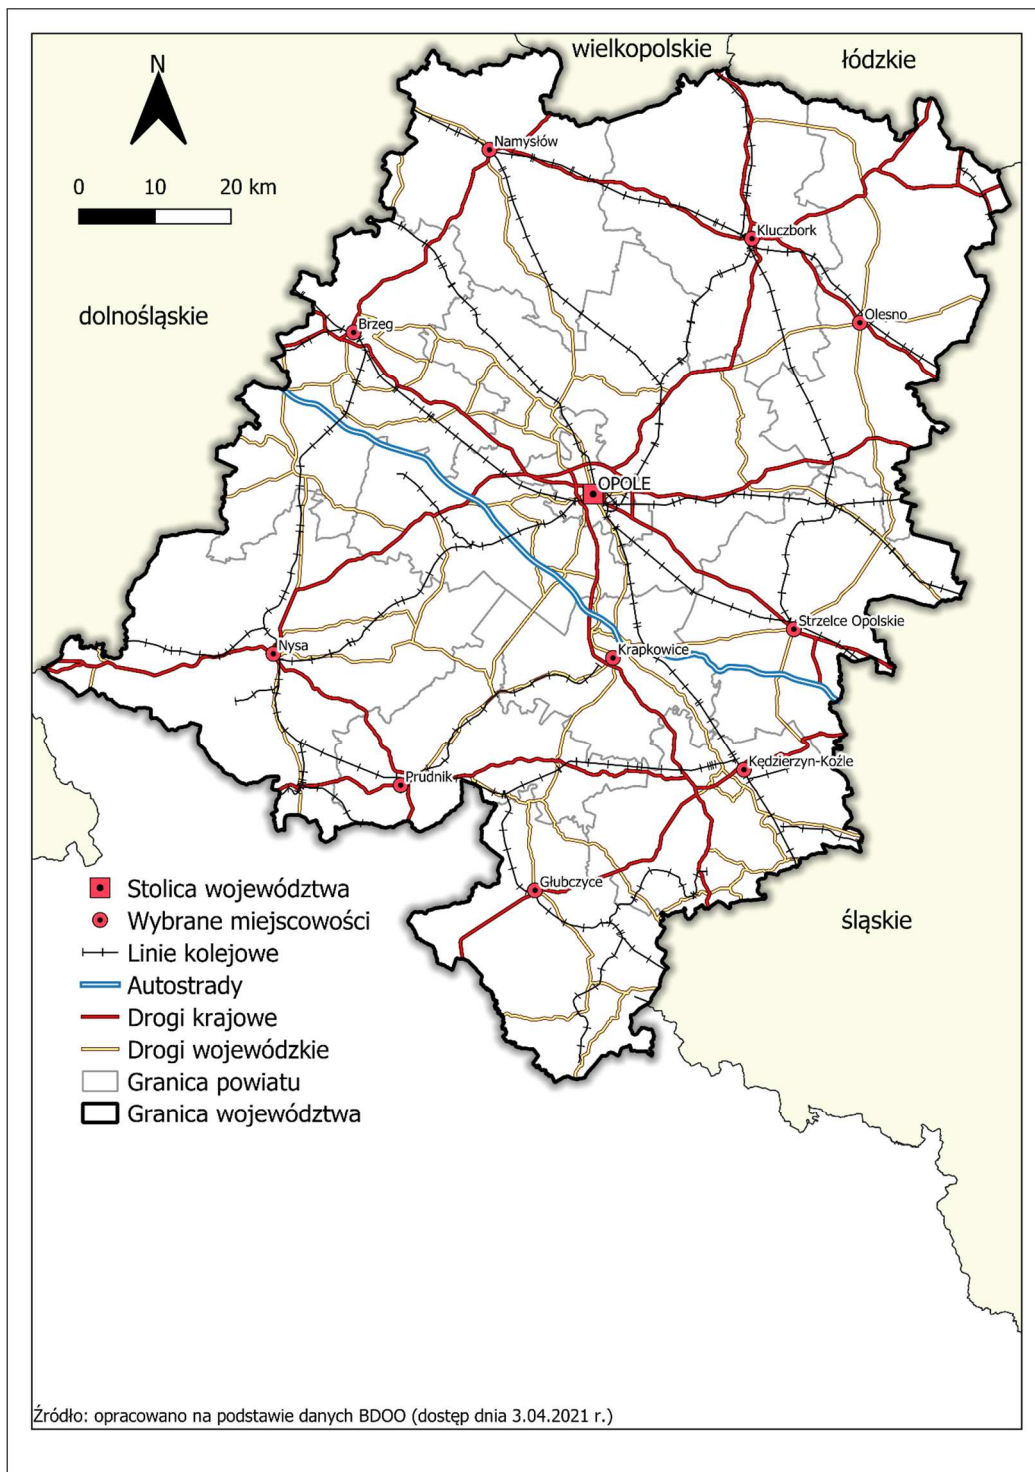 wielkopolskie
łódzkie
N
Namysłów
0 10 20 km
Kluczbork
dolnośląskie
Brzeg
Olesno
OPOLE
Strzelce Opolskie
Nysa
Krapkowice
Kędzierzyn-Koźle
Prudnik
Głubczyce
śląskie
Stolica województwa
Wybrane miejscowości
Linie kolejowe
Autostrady
Drogi krajowe
Drogi wojewódzkie
Granica powiatu
Granica województwa
Źródło: opracowano na podstawie danych BDOO (dostęp dnia 3.04.2021 r.)